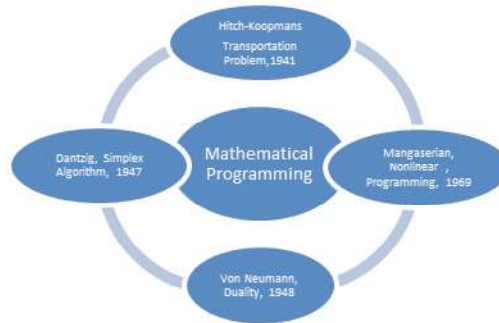 Hitch-Koopmans
Transportation
Problem,1941
Dantzig, Simplex
Algorithm, 1947
Mathematical
Programming
Mangaserian,
Nonlinear ,
Programming, 1969
Von Neumann,
Duality, 1948